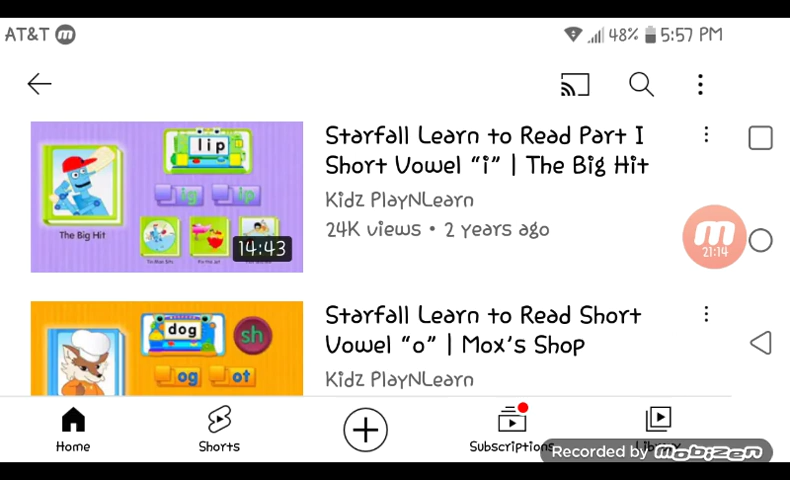 AT&T m 48% 5:57 PM
lip
ig ip
The Big Hit
14:43
Starfall Learn to Read Part I
Short Vowel "i" | The Big Hit
Kidz PlayNLearn
24K views • 2 years ago
m
21:14
dog sh
og ot
Starfall Learn to Read Short
Vowel "o" | Mox's Shop
Kidz PlayNLearn
Home Shorts Subscriptions
Recorded by mobizen